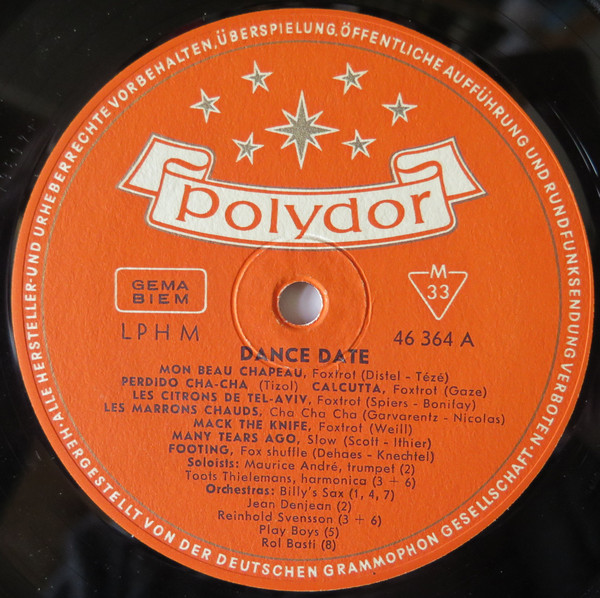 ALLE HERSTELLER-UND URHEBERRECHTE VORBEHALTEN, ÜBERSPIELUNG, ÖFFENTLICHE AUFFÜHRUNG UND RUNDFUNKSENDUNG VERBOTEN·
polydor
GEMA
BIEM
M
33
LPHM
46 364 A
DANCE DATE
MON BEAU CHAPEAU, Foxtrot (Distel - Tézé)
PERDIDO CHA-CHA (Tizol) CALCUTTA, Foxtrot (Gaze)
LES CITRONS DE TEL-AVIV, Foxtrot (Spiers - Bonifay)
LES MARRONS CHAUDS, Cha Cha Cha (Garvarentz - Nicolas)
MACK THE KNIFE, Foxtrot (Weill)
MANY TEARS AGO, Slow (Scott - Ithier)
FOOTING, Fox shuffle (Dehaes - Knechtel)
Soloists: Maurice André, trumpet (2)
Toots Thielemans, harmonica (3 + 6)
Orchestras: Billy's Sax (1, 4, 7)
Jean Denjean (2)
Reinhold Svensson (3 + 6)
Play Boys (5)
Rol Basti (8)
·HERGESTELLT VON DER DEUTSCHEN GRAMMOPHON GESELLSCHAFT·